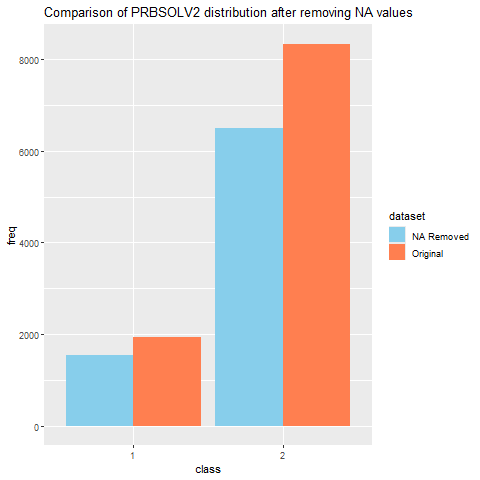 Comparison of PRBSOLV2 distribution after removing NA values
8000
6000
4000
2000
0
freq
1
2
class
dataset
NA Removed
Original